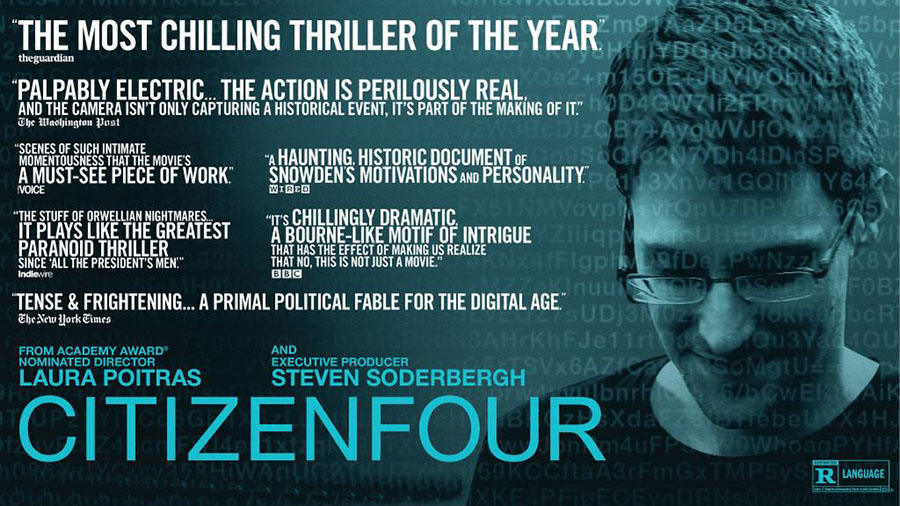 “THE MOST CHILLING THRILLER OF THE YEAR”
theguardian
“PALPABLY ELECTRIC... THE ACTION IS PERILOUSLY REAL,
AND THE CAMERA ISN’T ONLY CAPTURING A HISTORICAL EVENT, IT’S PART OF THE MAKING OF IT.”
The Washington Post
“SCENES OF SUCH INTIMATE
MOMENTOUSNESS THAT THE MOVIE’S
A MUST-SEE PIECE OF WORK.”
VOICE
“A HAUNTING, HISTORIC DOCUMENT OF
SNOWDEN’S MOTIVATIONS AND PERSONALITY.”
WIRED
“THE STUFF OF ORWELLIAN NIGHTMARES...
IT PLAYS LIKE THE GREATEST
PARANOID THRILLER
SINCE ‘ALL THE PRESIDENT’S MEN’.”
Indiewire
“IT’S CHILLINGLY DRAMATIC,
A BOURNE-LIKE MOTIF OF INTRIGUE
THAT HAS THE EFFECT OF MAKING US REALIZE
THAT NO, THIS IS NOT JUST A MOVIE.”
BBC
“TENSE & FRIGHTENING... A PRIMAL POLITICAL FABLE FOR THE DIGITAL AGE.”
The New York Times
FROM ACADEMY AWARD®
NOMINATED DIRECTOR
LAURA POITRAS
AND
EXECUTIVE PRODUCER
STEVEN SODERBERGH
CITIZENFOUR
R LANGUAGE